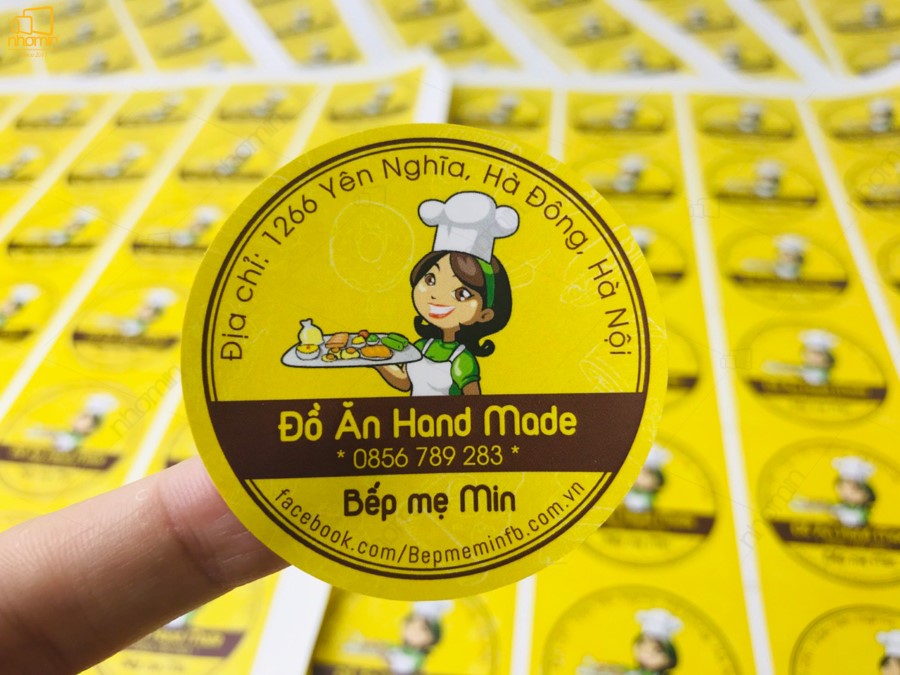 nhomin
Địa chỉ: 1266 Yên Nghĩa, Hà Đông, Hà Nội
Đồ Ăn Hand Made
* 0856 789 283 *
Bếp mẹ Min
facebook.com/Bepmeminfb.com.vn